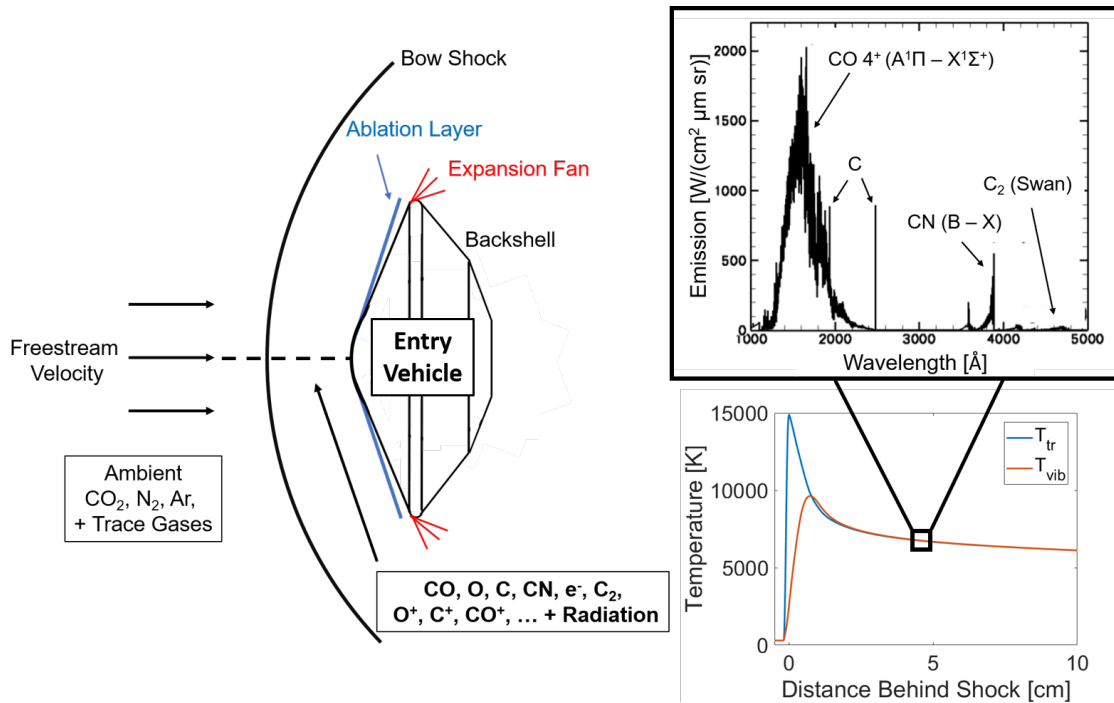 Bow Shock
Ablation Layer
Expansion Fan
Backshell
Freestream
Velocity
Entry
Vehicle
Ambient
CO₂, N₂, Ar,
+ Trace Gases
CO, O, C, CN, e⁻, C₂,
O⁺, C⁺, CO⁺, ... + Radiation
Emission [W/(cm² μm sr)]
2000
1500
1000
500
0
CO 4⁺ (A¹Π – X¹Σ⁺)
C
C₂ (Swan)
CN (B – X)
1000
2000
3000
4000
5000
Wavelength [Å]
Temperature [K]
15000
10000
5000
0
T_tr
T_vib
0
5
10
Distance Behind Shock [cm]